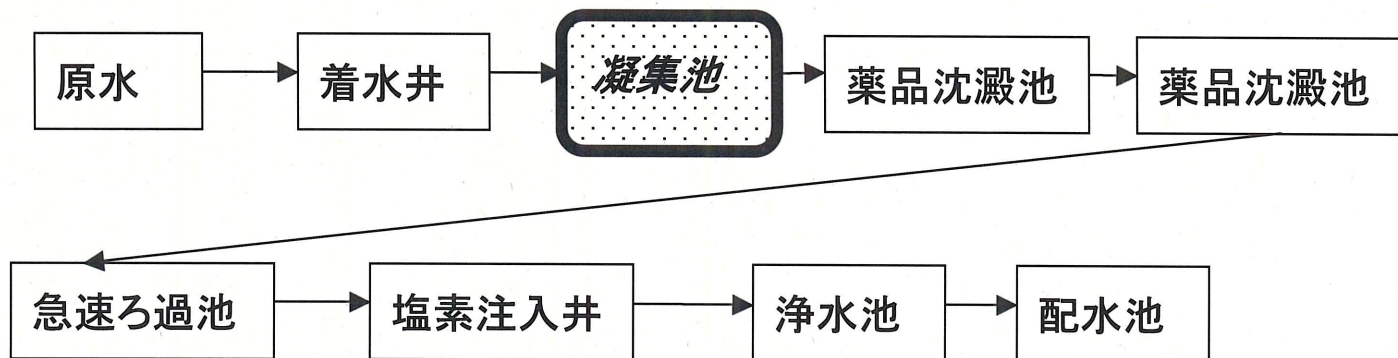 原水
着水井
凝集池
薬品沈澱池
薬品沈澱池
急速ろ過池
塩素注入井
浄水池
配水池